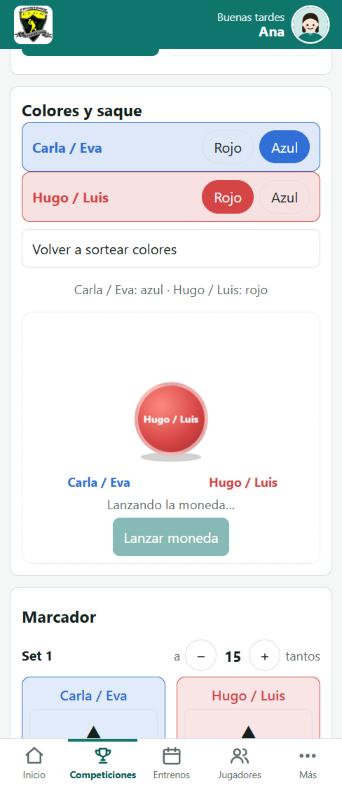 Buenas tardes
Ana
Colores y saque
Carla / Eva Rojo Azul
Hugo / Luis Rojo Azul
Volver a sortear colores
Carla / Eva: azul · Hugo / Luis: rojo
Hugo / Luis
Carla / Eva Hugo / Luis
Lanzando la moneda...
Lanzar moneda
Marcador
Set 1 a − 15 + tantos
Carla / Eva Hugo / Luis
Inicio Competiciones Entrenos Jugadores Más